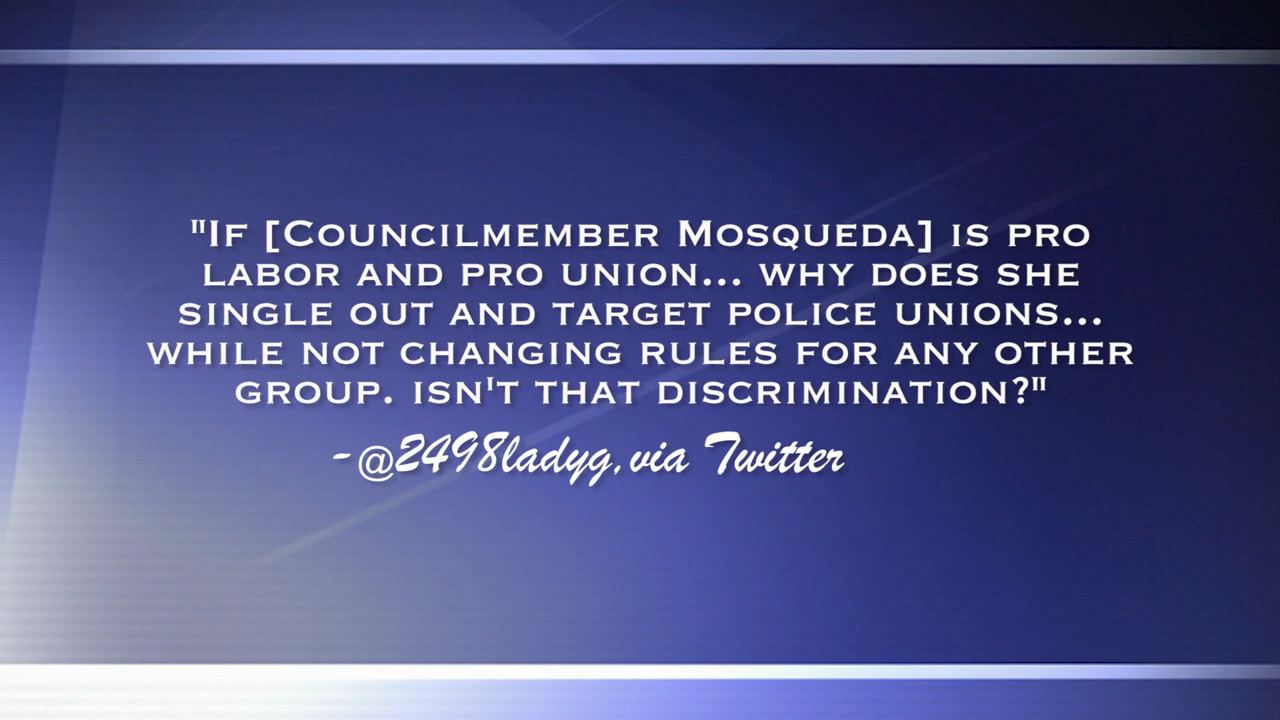 "If [Councilmember Mosqueda] is pro
labor and pro union... why does she
single out and target police unions...
while not changing rules for any other
group. isn't that discrimination?"
-@2498ladyg, via Twitter